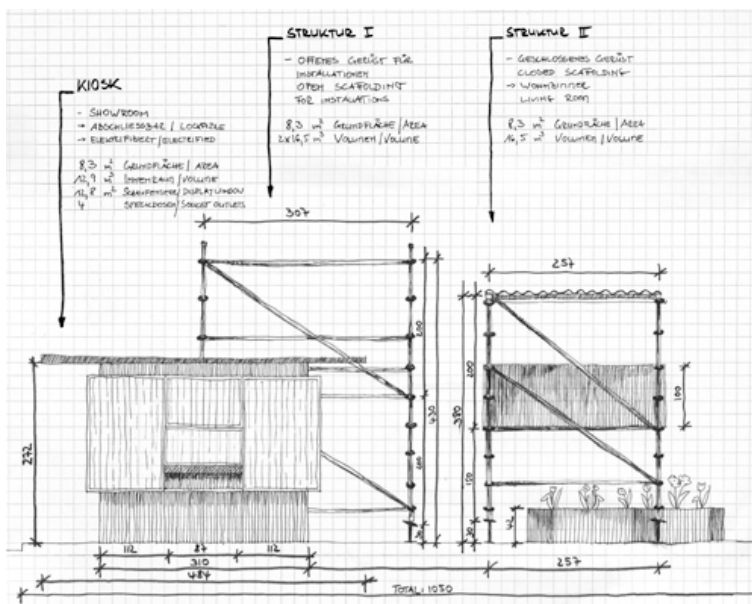 KIOSK
- SHOWROOM
→ ABSCHLIESSBAR / LOCKABLE
→ ELEKTRIFIZIERT / ELECTRIFIED
8,3 m² GRUNDFLÄCHE / AREA
12,9 m³ INNENRAUM / VOLUME
12,8 m² SCHAUFENSTER / DISPLAY WINDOW
4 STECKDOSEN / SOCKET OUTLETS
STRUKTUR I
- OFFENES GERÜST FÜR
INSTALLATIONEN
OPEN SCAFFOLDING
FOR INSTALLATIONS
8,3 m² GRUNDFLÄCHE / AREA
2x16,5 m³ VOLUMEN / VOLUME
STRUKTUR II
- GESCHLOSSENES GERÜST
CLOSED SCAFFOLDING
→ WOHNZIMMER
LIVING ROOM
8,3 m² GRUNDFLÄCHE / AREA
16,5 m³ VOLUMEN / VOLUME
307
257
200
430
30
272
380
200
150
100
30
112 87 112
310
484
257
TOTAL: 1050